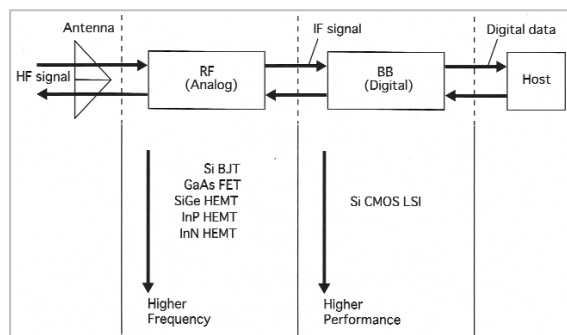 Antenna
IF signal
Digital data
HF signal
RF
(Analog)
BB
(Digital)
Host
Si BJT
GaAs FET
SiGe HEMT
InP HEMT
InN HEMT
Si CMOS LSI
Higher
Frequency
Higher
Performance